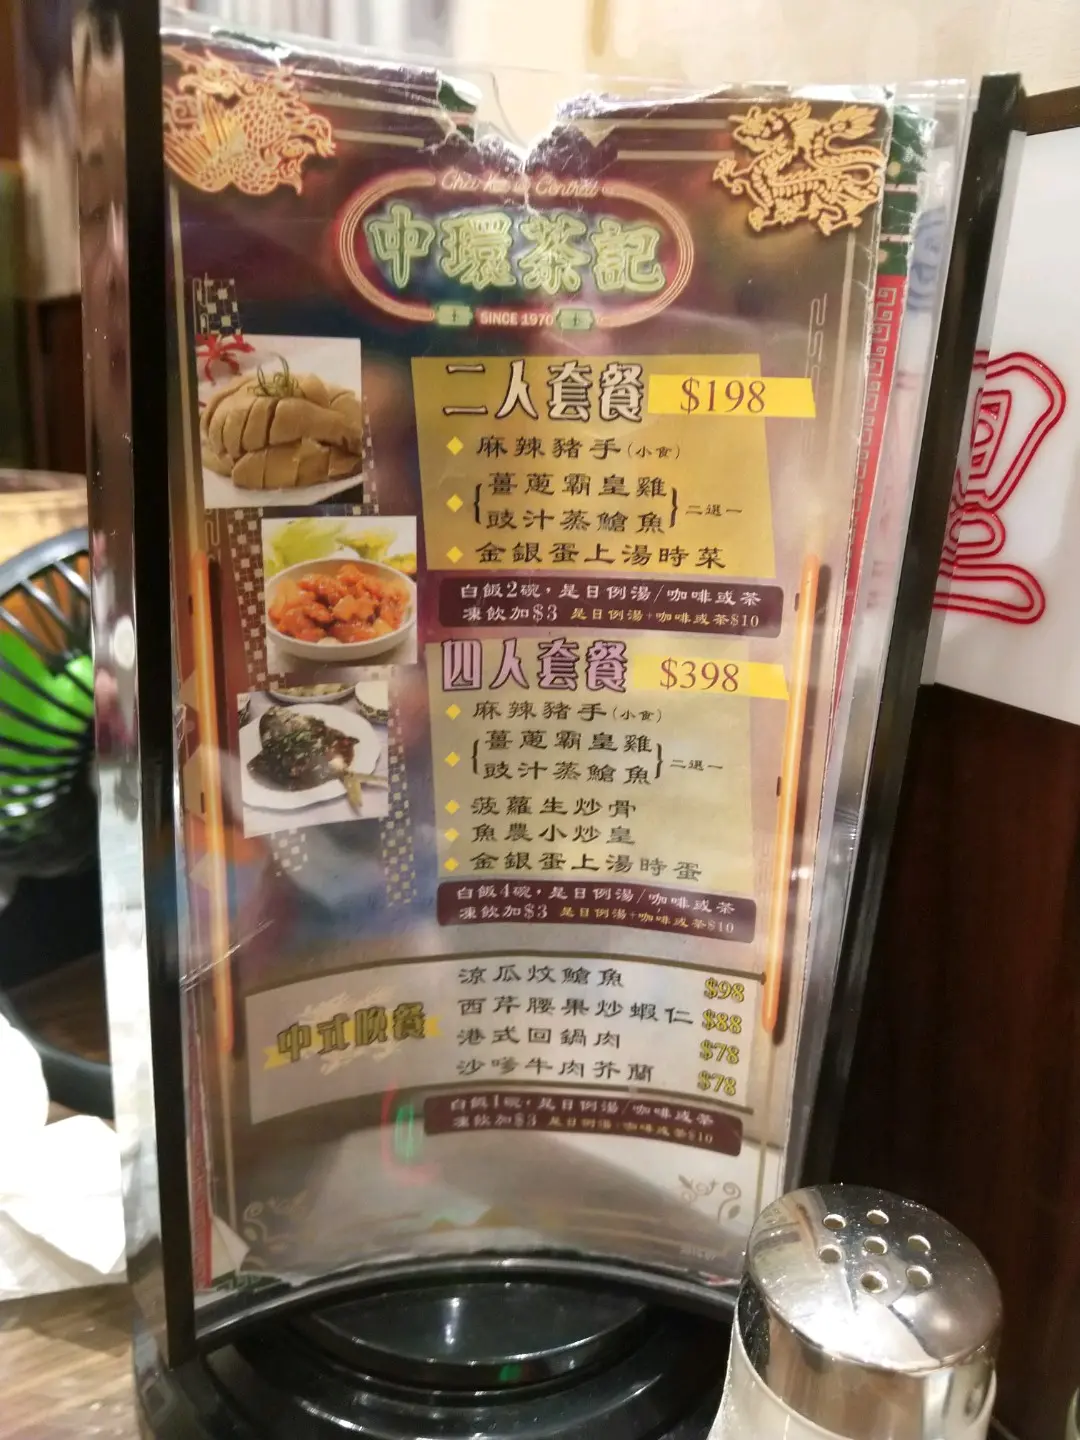 Central
中環茶記
SINCE 1970
二人套餐 $198
麻辣豬手(小食)
薑蔥霸皇雞
豉汁蒸鯧魚
二選一
金銀蛋上湯時菜
白飯2碗，是日例湯/咖啡或茶
凍飲加$3 是日例湯+咖啡或茶$10
四人套餐 $398
麻辣豬手(小食)
薑蔥霸皇雞
豉汁蒸鯧魚
二選一
菠蘿生炒骨
魚農小炒皇
金銀蛋上湯時蛋
白飯4碗，是日例湯/咖啡或茶
凍飲加$3 是日例湯+咖啡或茶$10
中式晚餐
涼瓜炆鯧魚 $98
西芹腰果炒蝦仁 $88
港式回鍋肉 $78
沙嗲牛肉芥蘭 $78
白飯1碗，是日例湯/咖啡或茶
凍飲加$3 是日例湯+咖啡或茶$10